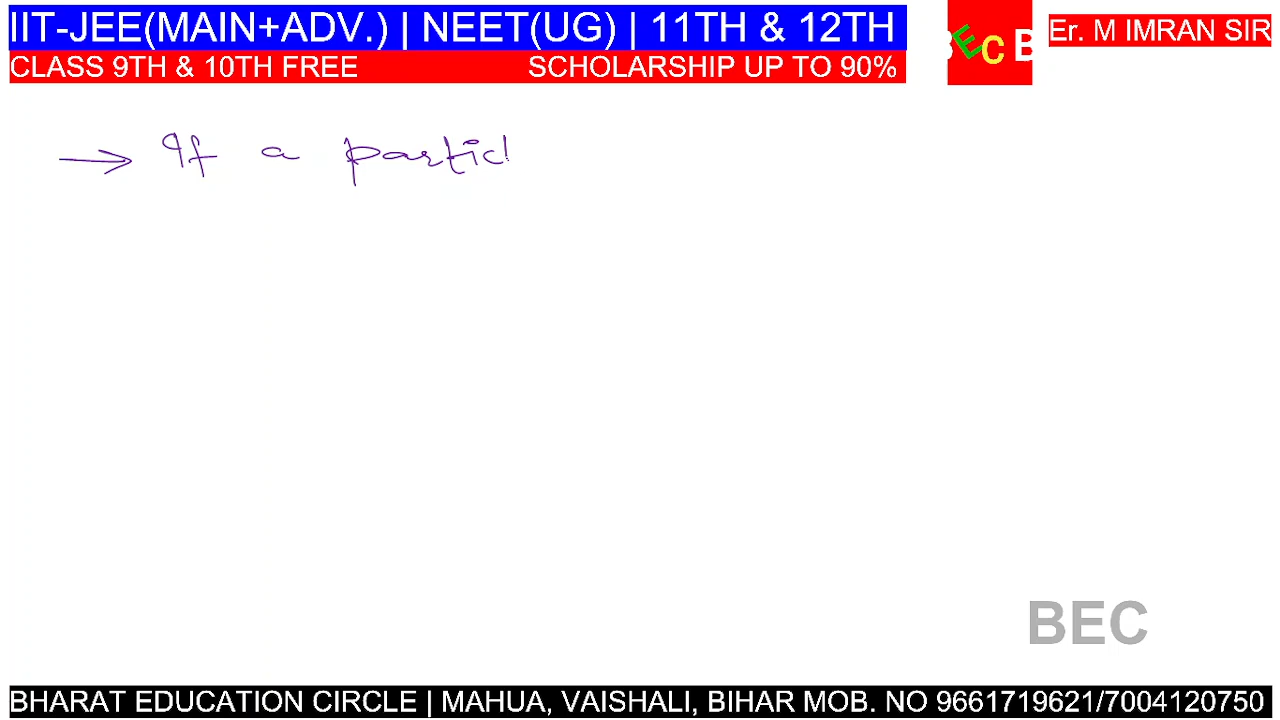 IIT-JEE(MAIN+ADV.) | NEET(UG) | 11TH & 12TH
CLASS 9TH & 10TH FREE SCHOLARSHIP UP TO 90%
BEC B
Er. M IMRAN SIR
→ If a partic
BEC
BHARAT EDUCATION CIRCLE | MAHUA, VAISHALI, BIHAR MOB. NO 9661719621/7004120750